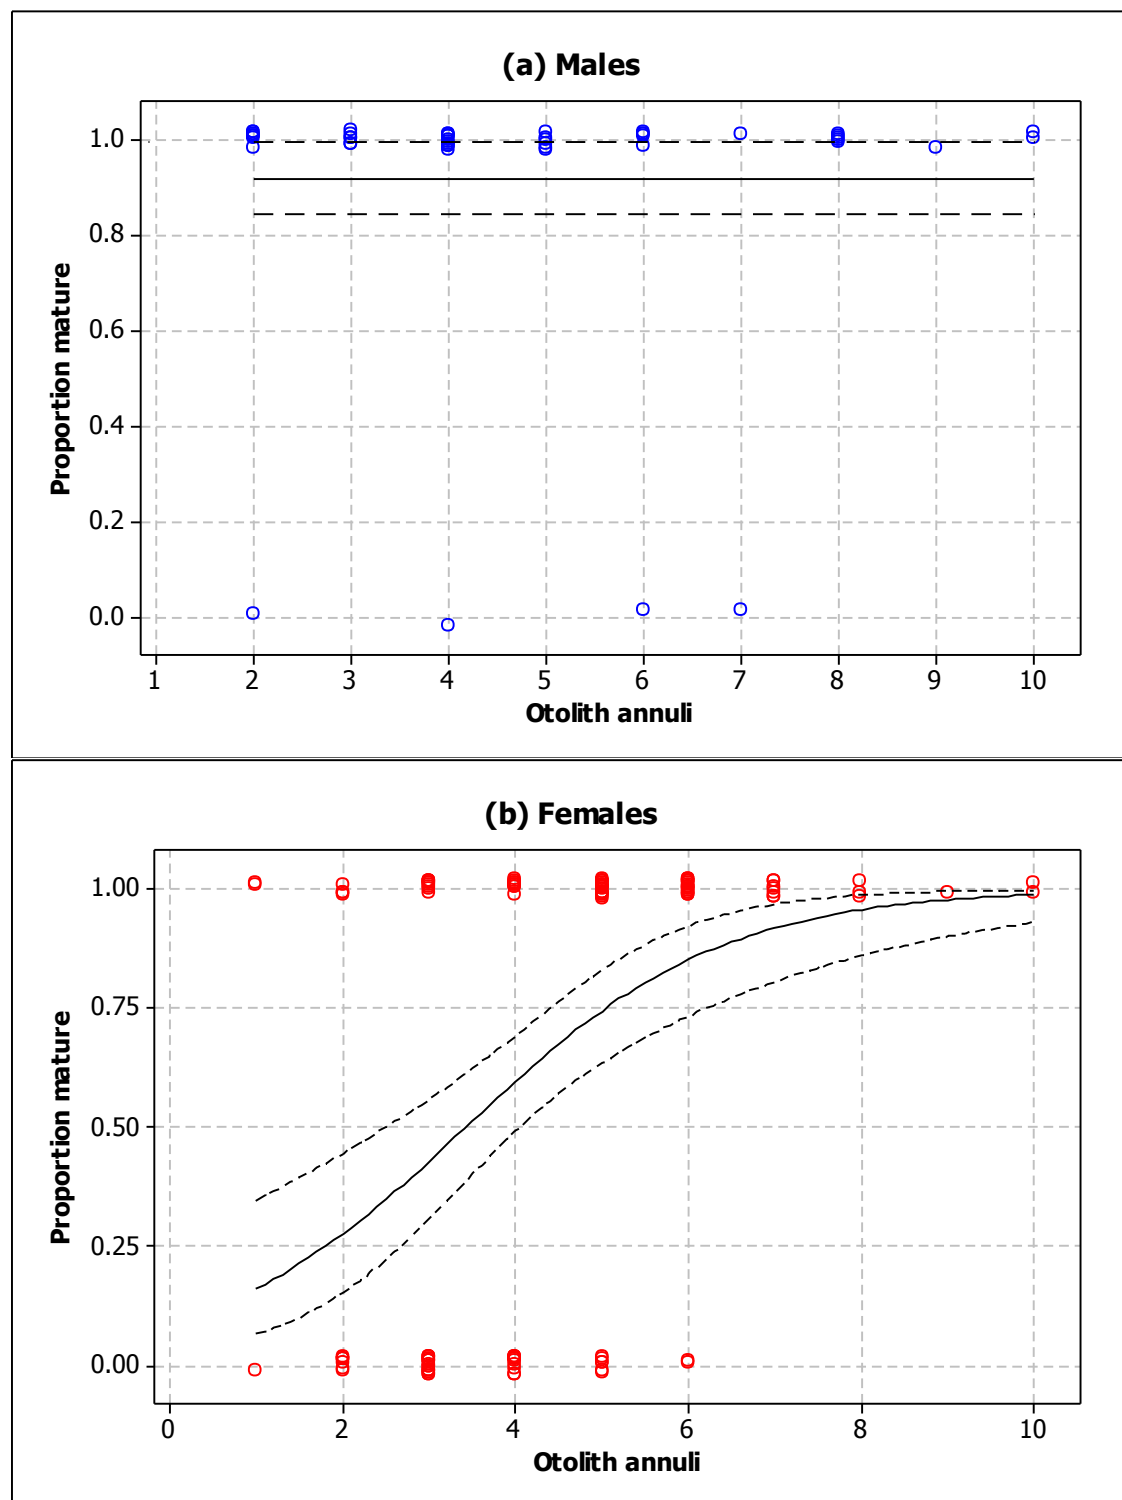 (a) Males
1.0
0.8
0.6
0.4
0.2
0.0
Proportion mature
1 2 3 4 5 6 7 8 9 10
Otolith annuli
(b) Females
1.00
0.75
0.50
0.25
0.00
Proportion mature
0 2 4 6 8 10
Otolith annuli